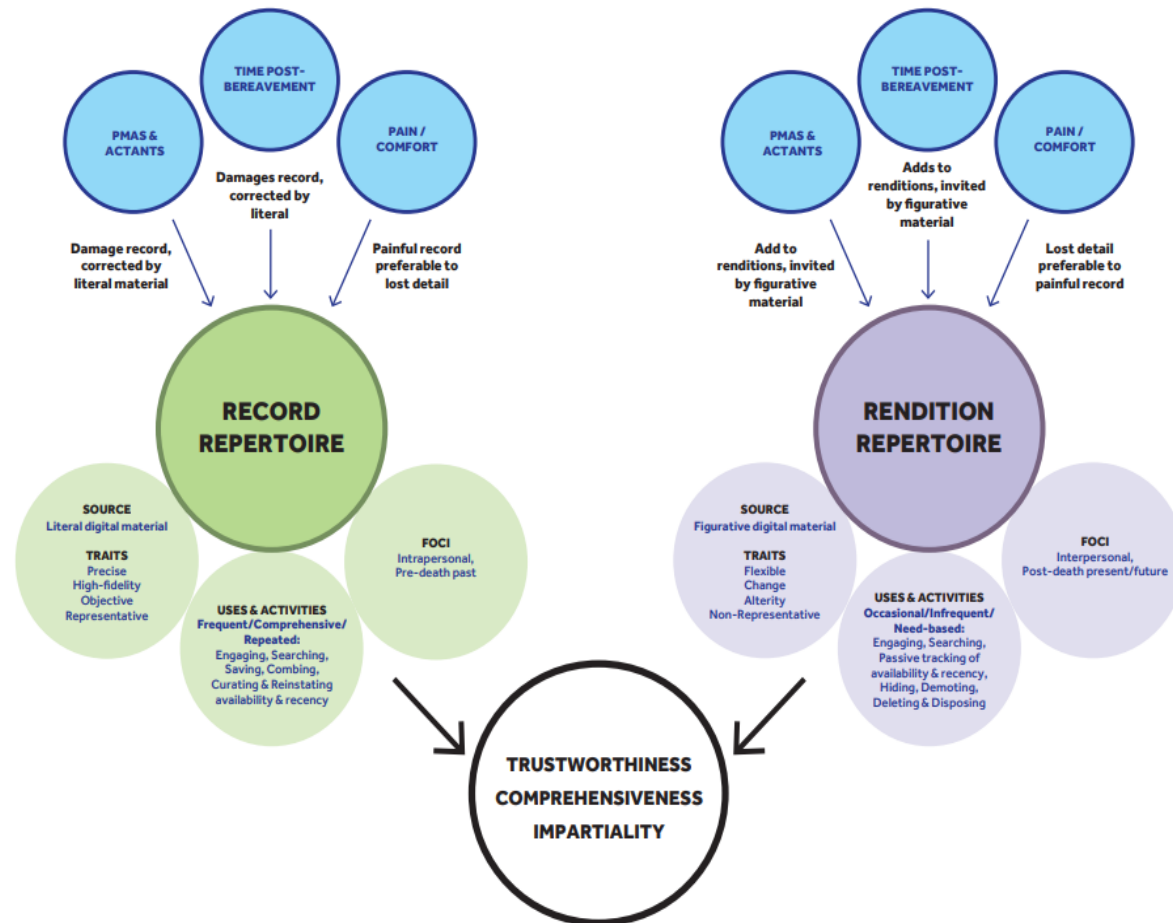 TIME POST-
BEREAVEMENT
PMAS &
ACTANTS
PAIN /
COMFORT
Damages record,
corrected by
literal
Damage record,
corrected by
literal material
Painful record
preferable to
lost detail
RECORD
REPERTOIRE
SOURCE
Literal digital material
TRAITS
Precise
High-fidelity
Objective
Representative
USES & ACTIVITIES
Frequent/Comprehensive/
Repeated:
Engaging, Searching,
Saving, Combing,
Curating & Reinstating
availability & recency
FOCI
Intrapersonal,
Pre-death past
TIME POST-
BEREAVEMENT
PMAS &
ACTANTS
PAIN /
COMFORT
Adds to
renditions, invited
by figurative
material
Add to
renditions, invited
by figurative
material
Lost detail
preferable to
painful record
RENDITION
REPERTOIRE
SOURCE
Figurative digital material
TRAITS
Flexible
Change
Alterity
Non-Representative
USES & ACTIVITIES
Occasional/Infrequent/
Need-based:
Engaging, Searching,
Passive tracking of
availability & recency,
Hiding, Demoting,
Deleting & Disposing
FOCI
Interpersonal,
Post-death present/future
TRUSTWORTHINESS
COMPREHENSIVENESS
IMPARTIALITY